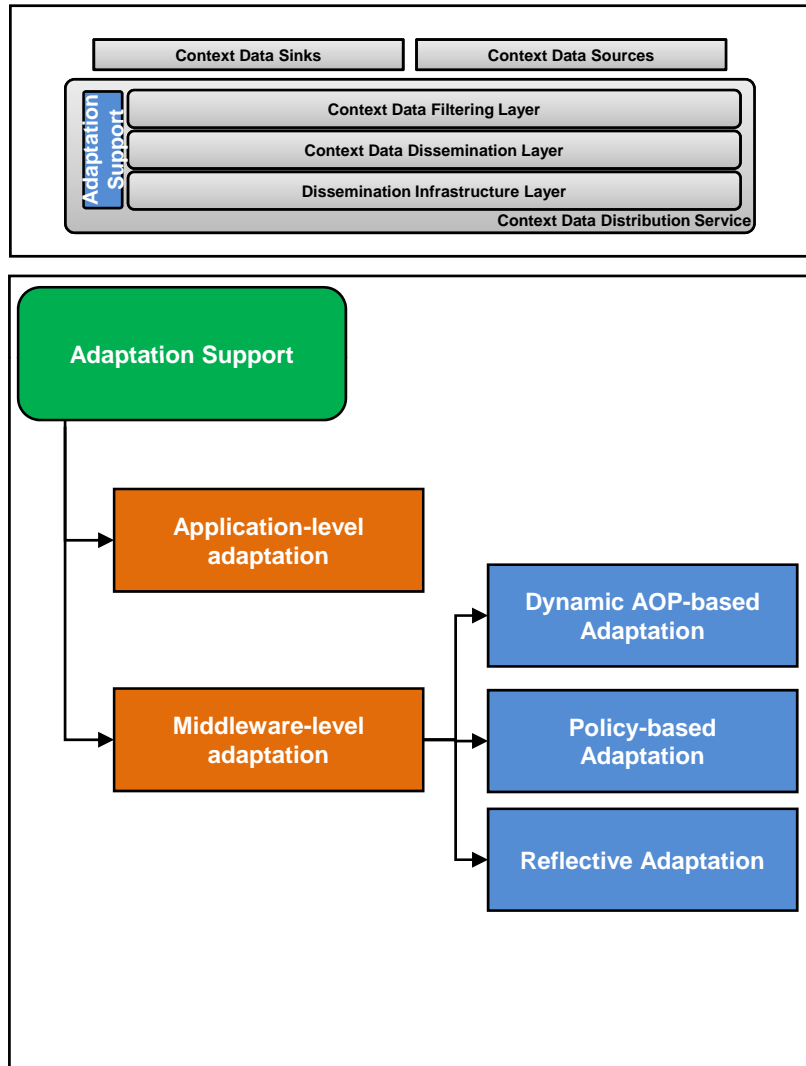 Context Data Sinks
Context Data Sources
Adaptation
Support
Context Data Filtering Layer
Context Data Dissemination Layer
Dissemination Infrastructure Layer
Context Data Distribution Service
Adaptation Support
Application-level
adaptation
Dynamic AOP-based
Adaptation
Middleware-level
adaptation
Policy-based
Adaptation
Reflective Adaptation